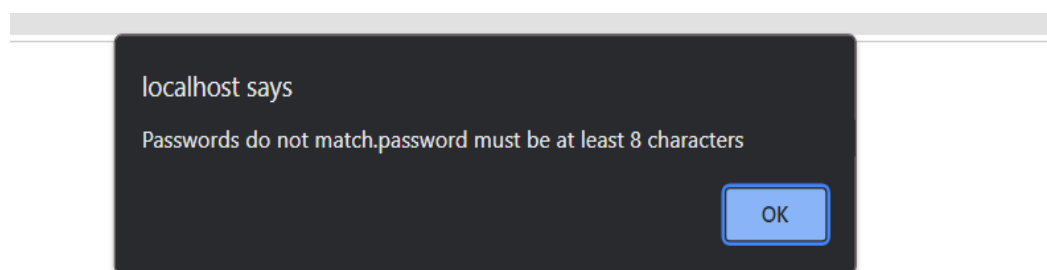 localhost says
Passwords do not match.password must be at least 8 characters
OK